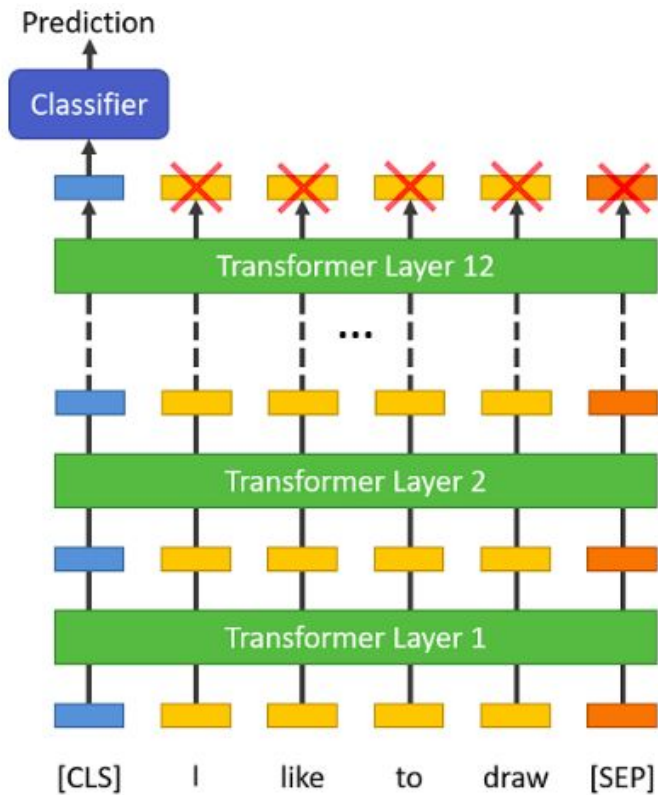 Prediction
Classifier
Transformer Layer 12
...
Transformer Layer 2
Transformer Layer 1
[CLS] I like to draw [SEP]